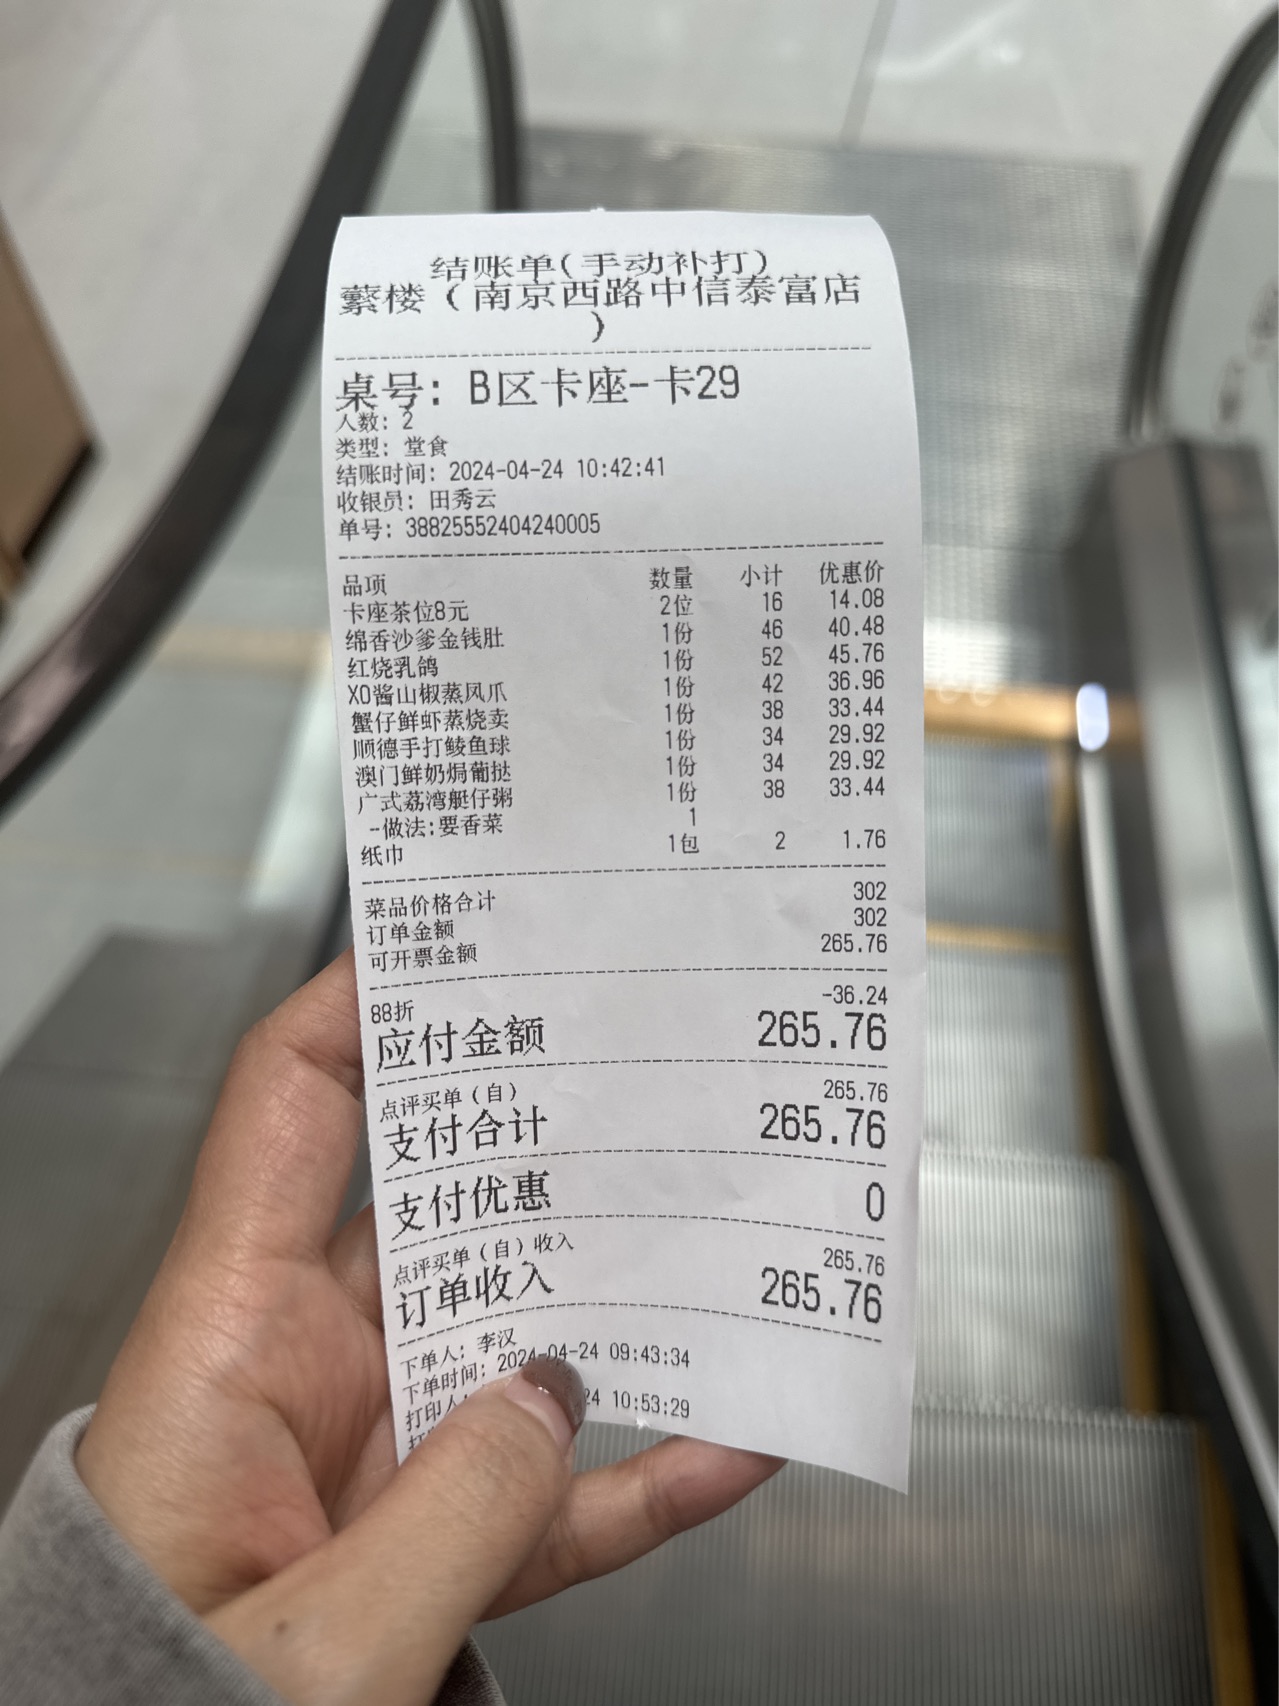 结账单(手动补打)
蘩楼（南京西路中信泰富店
）
桌号: B区卡座-卡29
人数: 2
类型: 堂食
结账时间: 2024-04-24 10:42:41
收银员: 田秀云
单号: 38825552404240005
品项 数量 小计 优惠价
卡座茶位8元 2位 16 14.08
绵香沙爹金钱肚 1份 46 40.48
红烧乳鸽 1份 52 45.76
XO酱山椒蒸凤爪 1份 42 36.96
蟹仔鲜虾蒸烧卖 1份 38 33.44
顺德手打鲮鱼球 1份 34 29.92
澳门鲜奶焗葡挞 1份 34 29.92
广式荔湾艇仔粥 1份 38 33.44
-做法:要香菜 1
纸巾 1包 2 1.76
菜品价格合计 302
订单金额 302
可开票金额 265.76
88折 -36.24
应付金额 265.76
点评买单（自） 265.76
支付合计 265.76
支付优惠 0
点评买单（自）收入 265.76
订单收入 265.76
下单人: 李汉
下单时间: 2024-04-24 09:43:34
打印人:
24 10:53:29